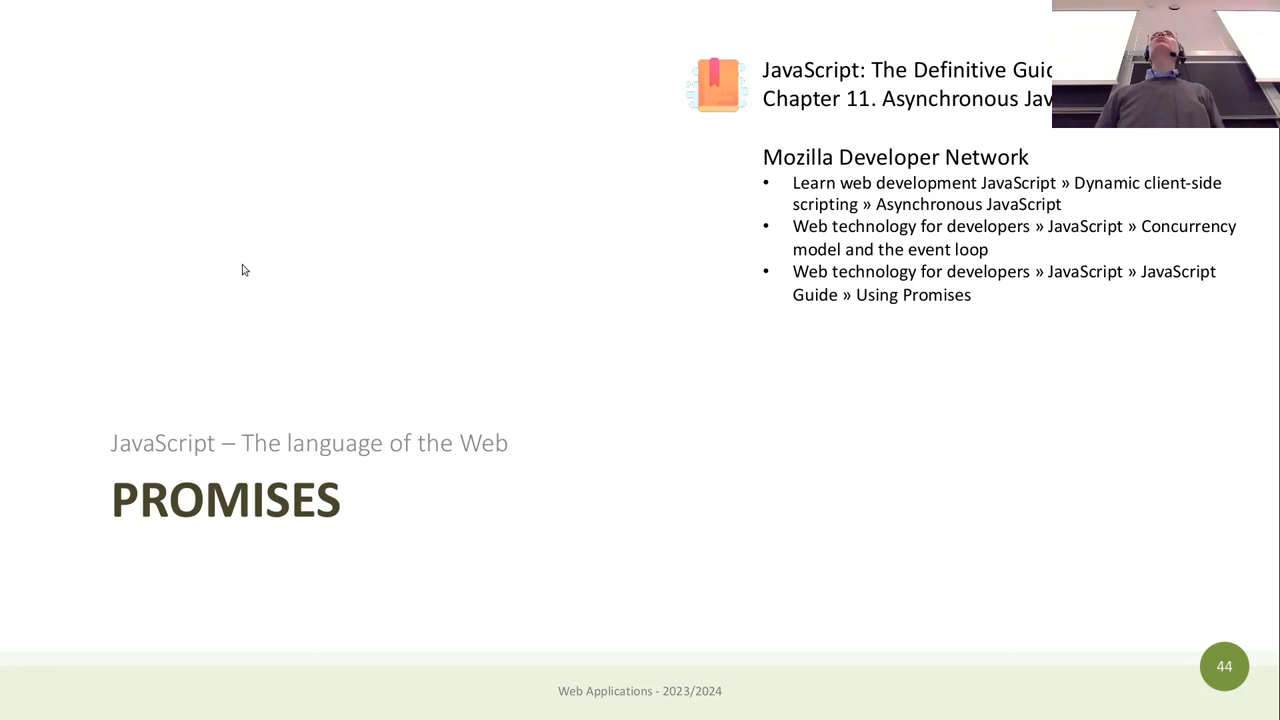 JavaScript: The Definitive
Chapter 11. Asynchronous
Mozilla Developer Network
• Learn web development JavaScript » Dynamic client-side
scripting » Asynchronous JavaScript
• Web technology for developers » JavaScript » Concurrency
model and the event loop
• Web technology for developers » JavaScript » JavaScript
Guide » Using Promises
JavaScript – The language of the Web
PROMISES
44
Web Applications - 2023/2024